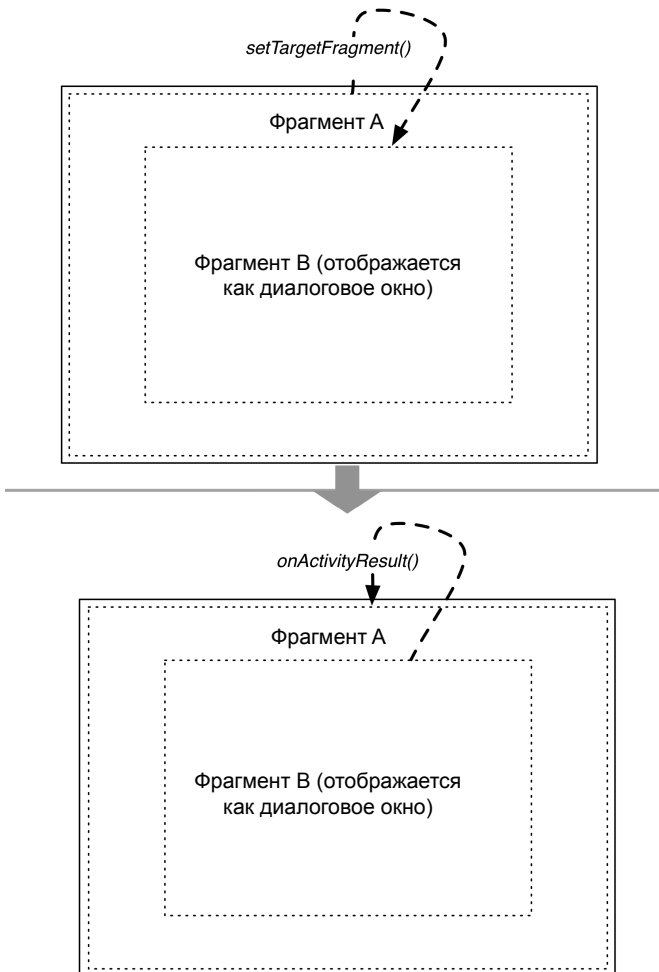 setTargetFragment()
Фрагмент A
Фрагмент B (отображается
как диалоговое окно)
onActivityResult()
Фрагмент A
Фрагмент B (отображается
как диалоговое окно)